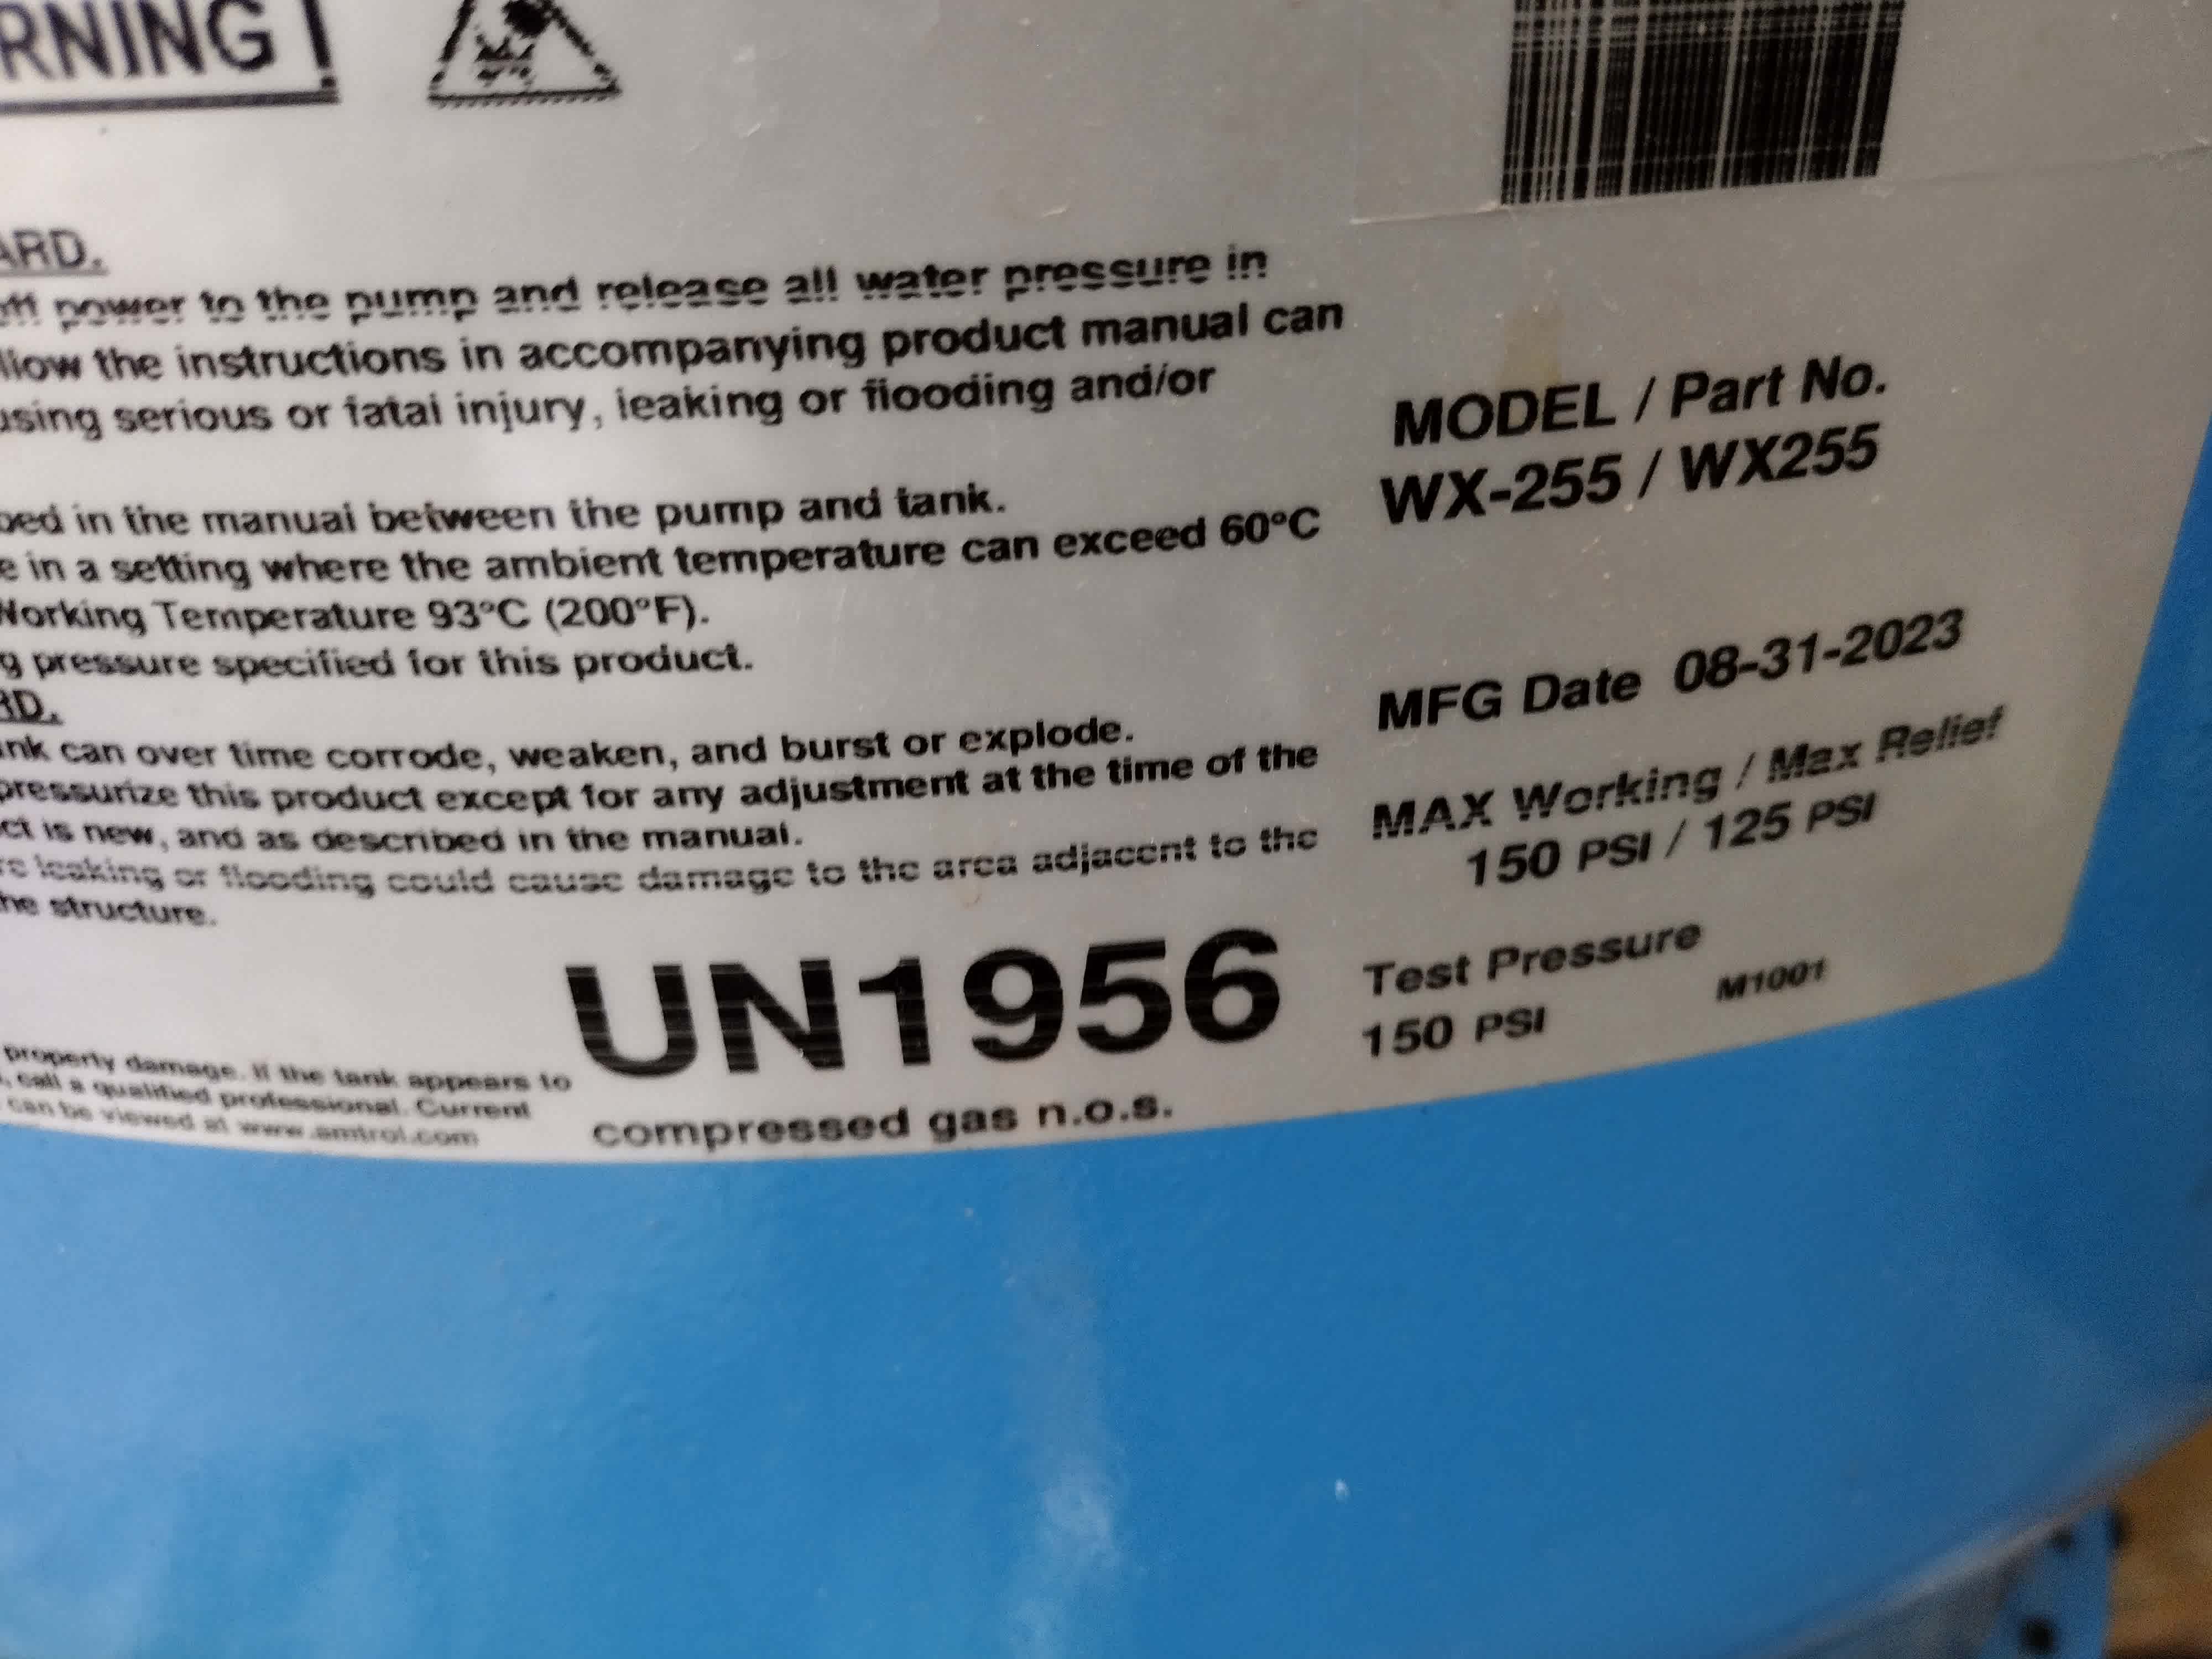 RNING !
ARD.
off power to the pump and release all water pressure in
llow the instructions in accompanying product manual can
using serious or fatal injury, leaking or flooding and/or
bed in the manual between the pump and tank.
e in a setting where the ambient temperature can exceed 60°C
Working Temperature 93°C (200°F).
g pressure specified for this product.
RD.
nk can over time corrode, weaken, and burst or explode.
pressurize this product except for any adjustment at the time of the
ct is new, and as described in the manual.
re leaking or flooding could cause damage to the area adjacent to the
he structure.
property damage. If the tank appears to
, call a qualified professional. Current
can be viewed at www.amtrol.com
UN1956
compressed gas n.o.s.
MODEL / Part No.
WX-255 / WX255
MFG Date 08-31-2023
MAX Working / Max Relief
150 PSI / 125 PSI
Test Pressure
150 PSI
M1001